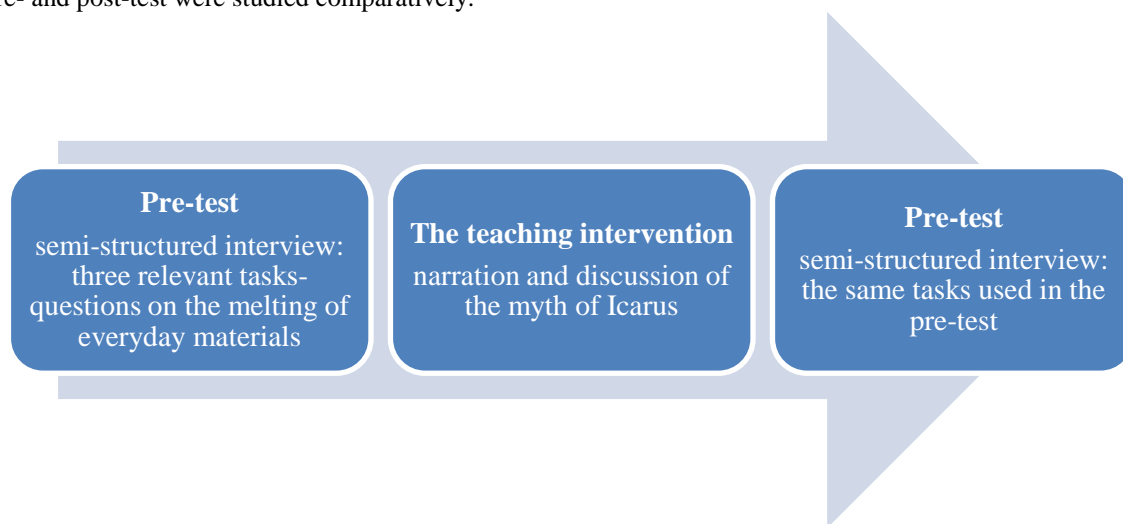 re- and post-test were studied comparatively.
Pre-test
semi-structured interview:
three relevant tasks-
questions on the melting of
everyday materials
The teaching intervention
narration and discussion of
the myth of Icarus
Pre-test
semi-structured interview:
the same tasks used in the
pre-test